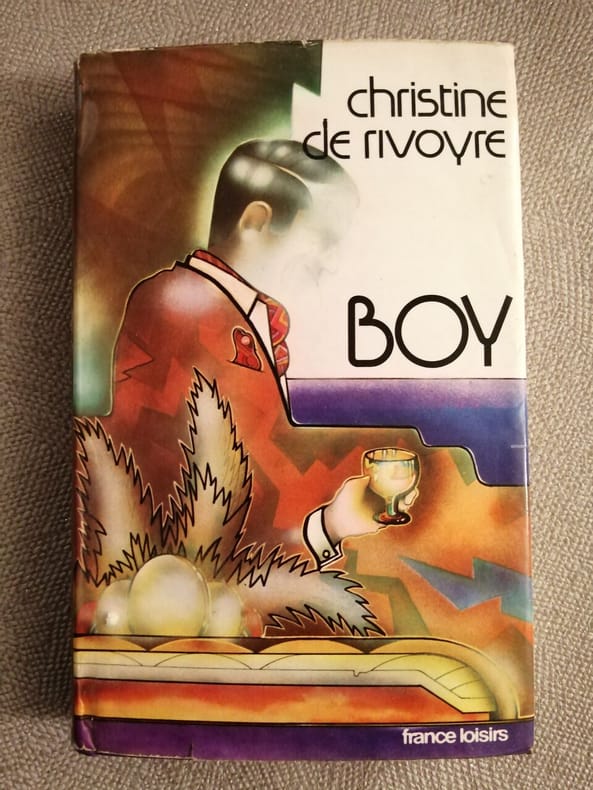 christine
de rivoyre
BOY
france loisirs